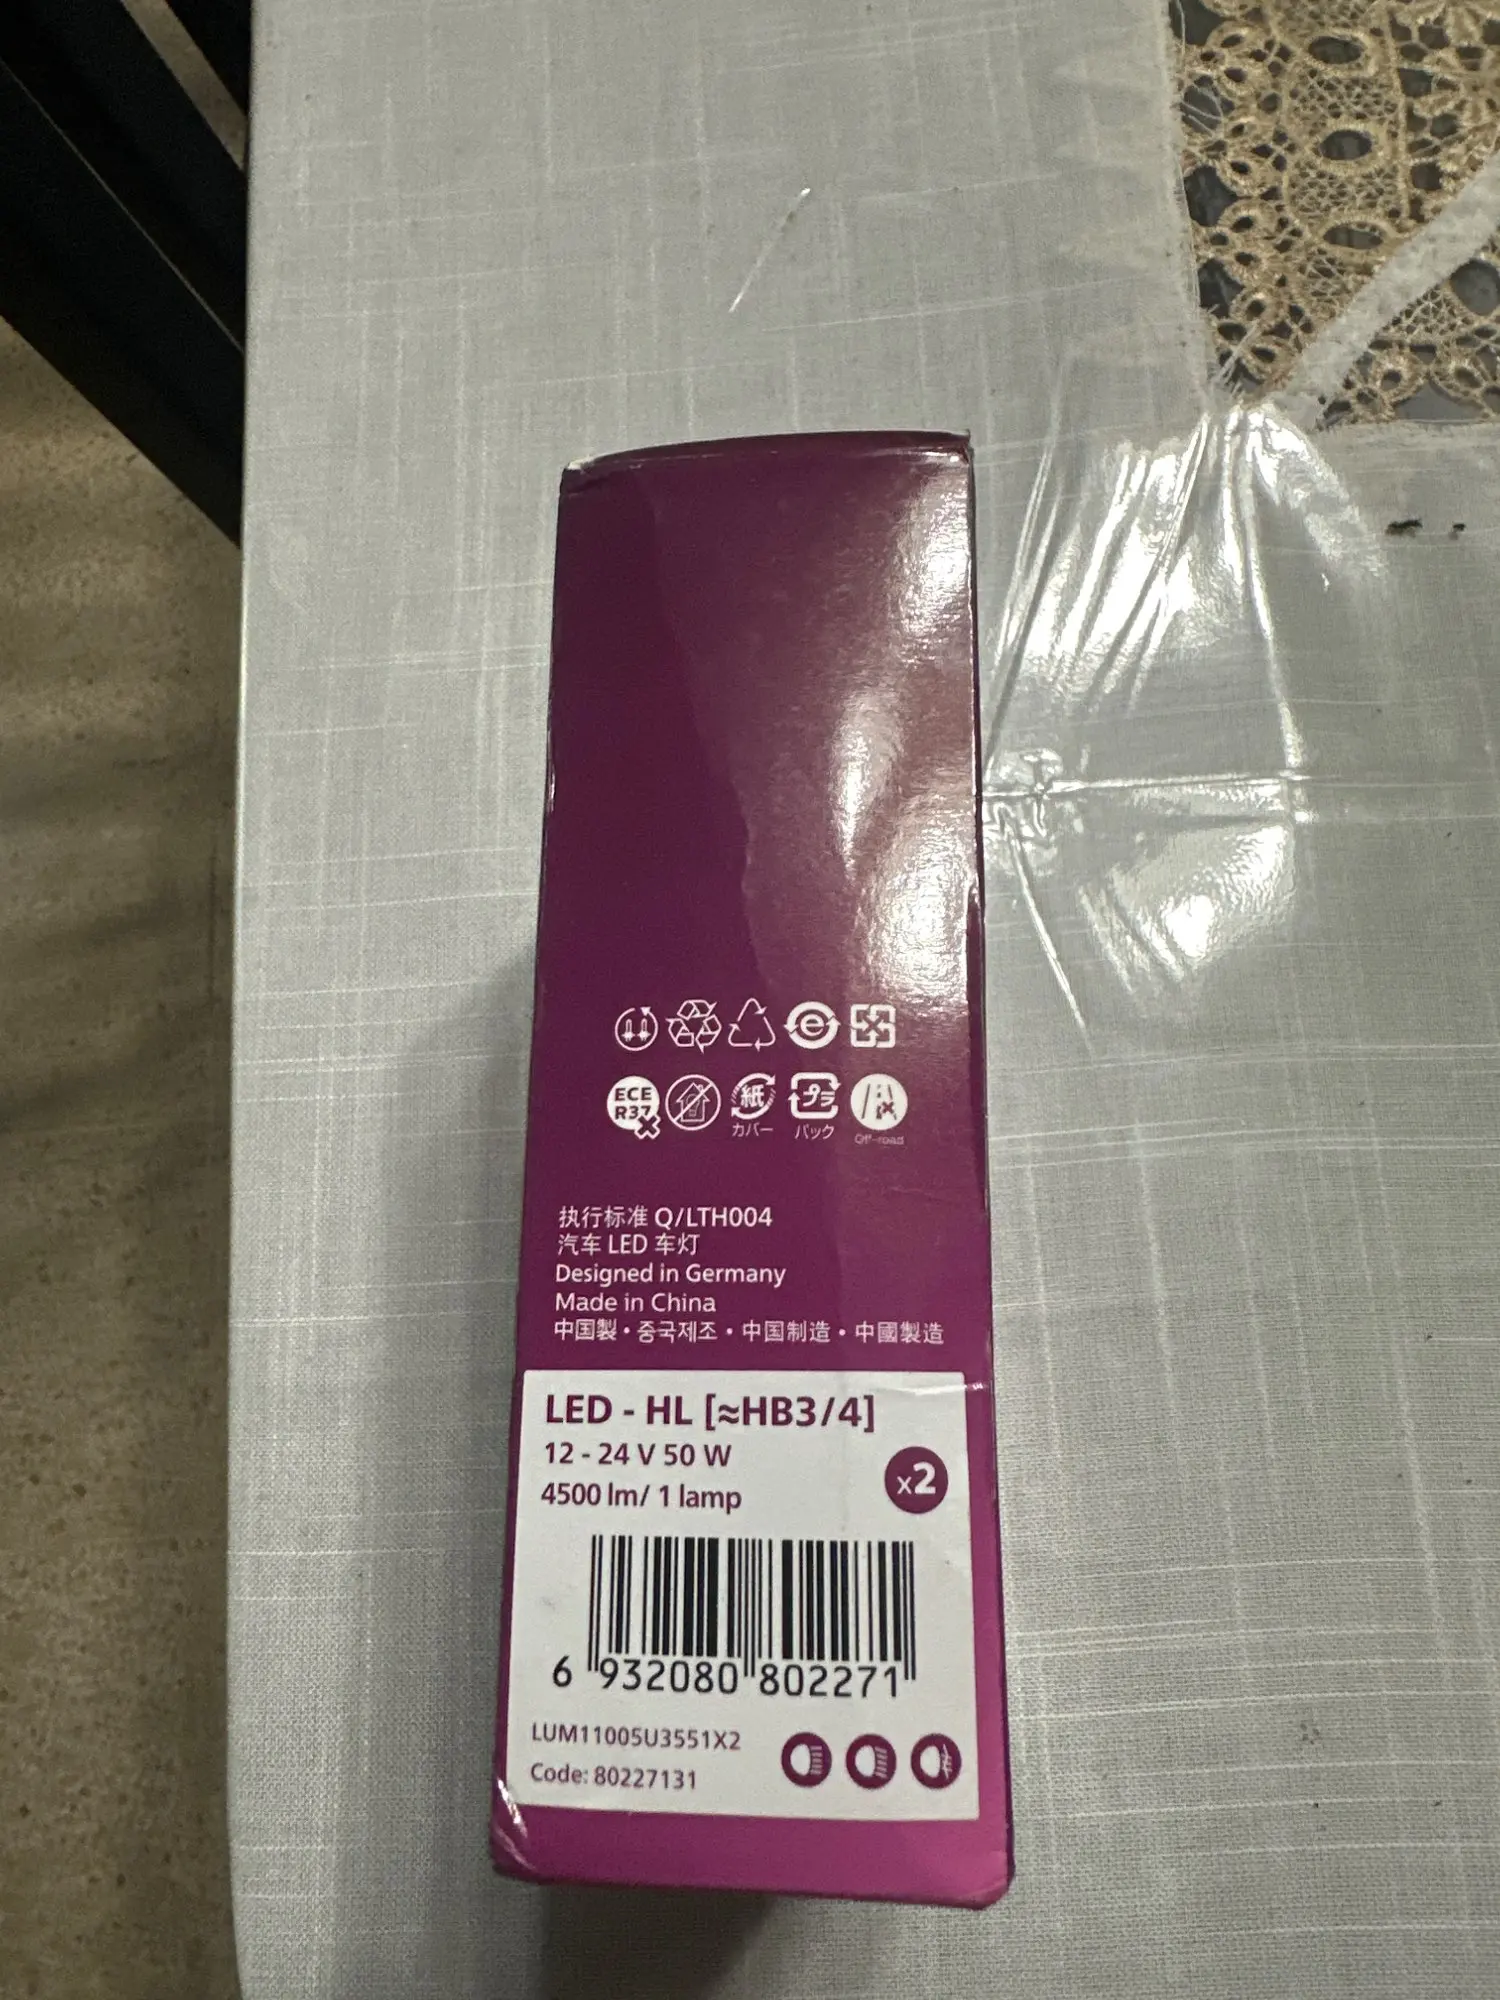 ECE
R37
紙
プラ
カバー
パック
Off-road
执行标准 Q/LTH004
汽车 LED 车灯
Designed in Germany
Made in China
中国製・중국제조・中国制造・中國製造
LED - HL [≈HB3/4]
12 - 24 V 50 W
4500 lm/ 1 lamp
x2
6 932080 802271
LUM11005U3551X2
Code: 80227131